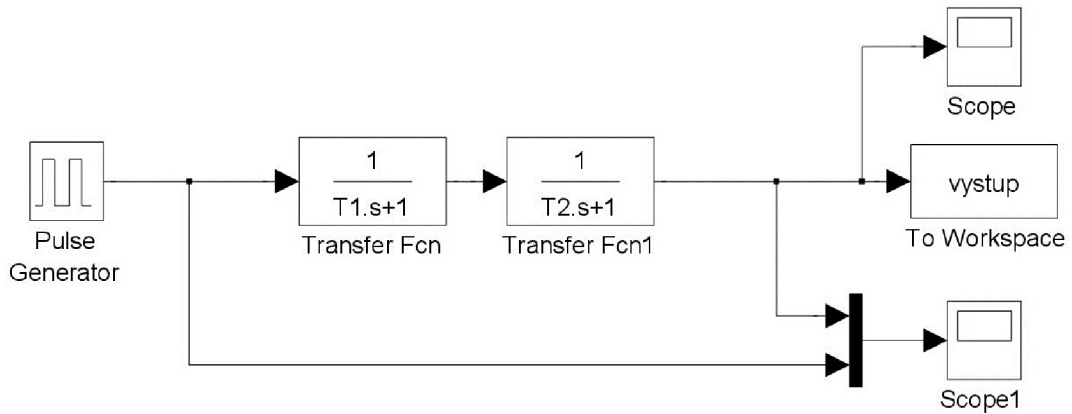 Scope
1
T1.s+1
1
T2.s+1
vystup
Pulse
Generator
Transfer Fcn
Transfer Fcn1
To Workspace
Scope1